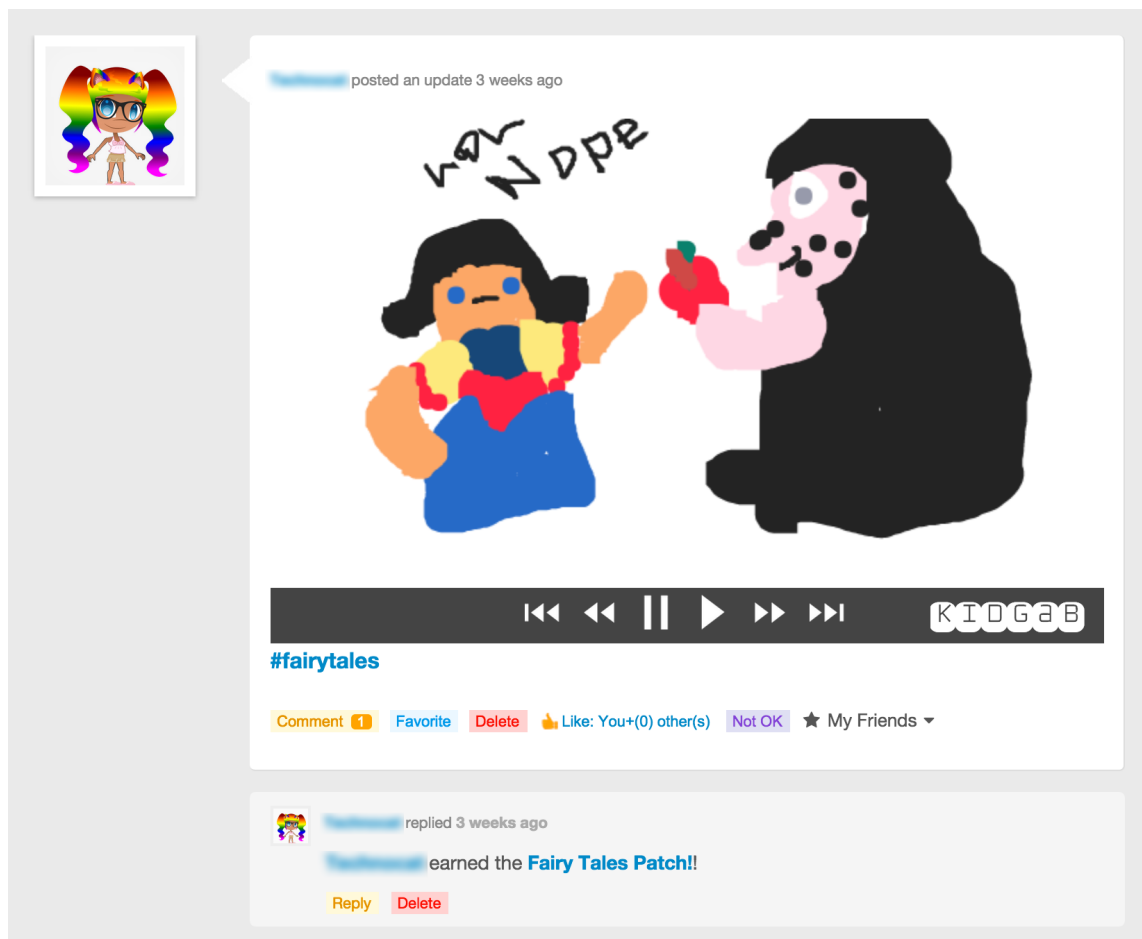 posted an update 3 weeks ago
Nope
KIDGaB
#fairytales
Comment 1 Favorite Delete Like: You+(0) other(s) Not OK My Friends
replied 3 weeks ago
earned the Fairy Tales Patch!!
Reply Delete